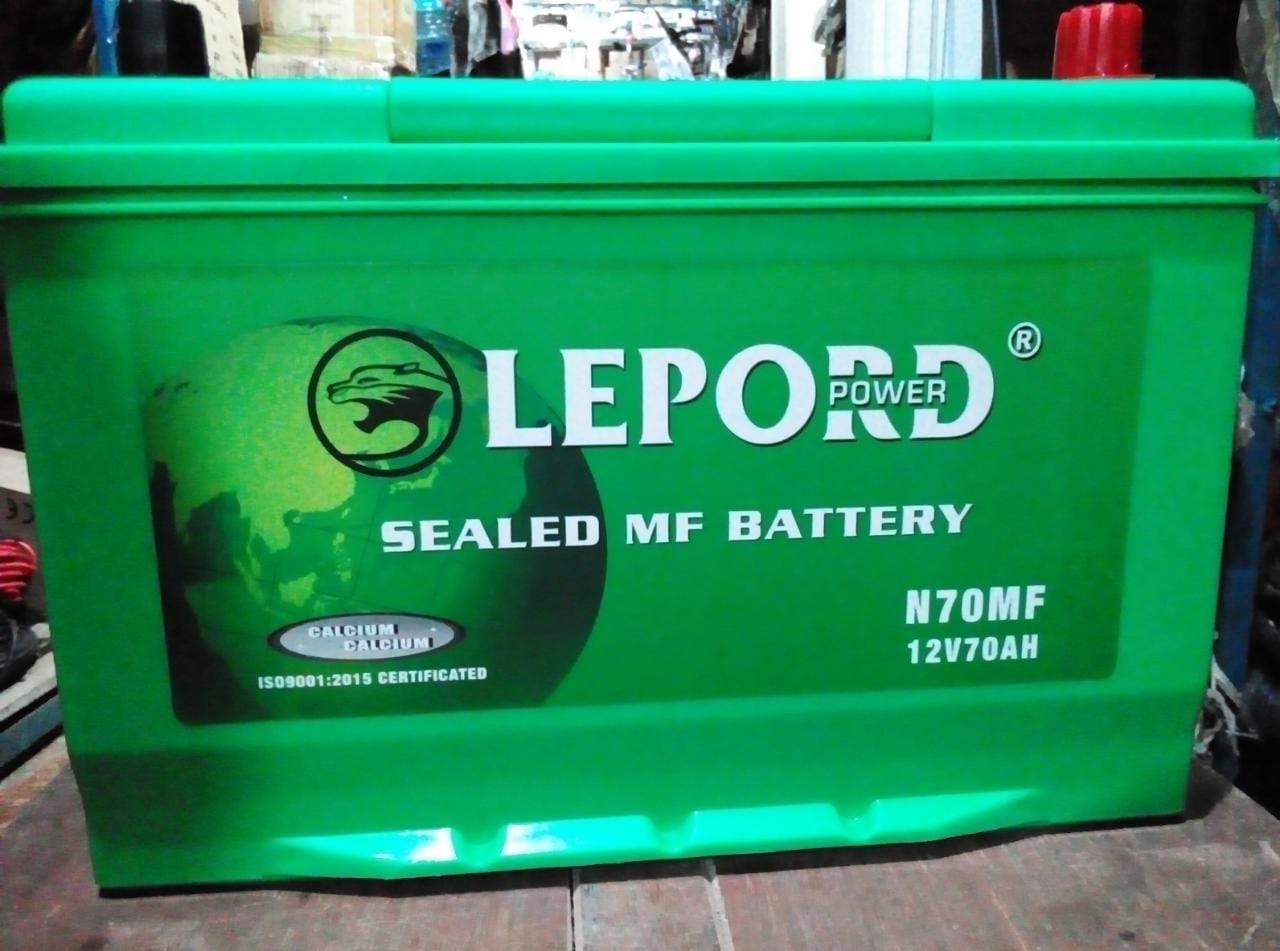 LEPORD ®
POWER
SEALED MF BATTERY
N70MF
12V70AH
CALCIUM
CALCIUM
ISO9001:2015 CERTIFICATED